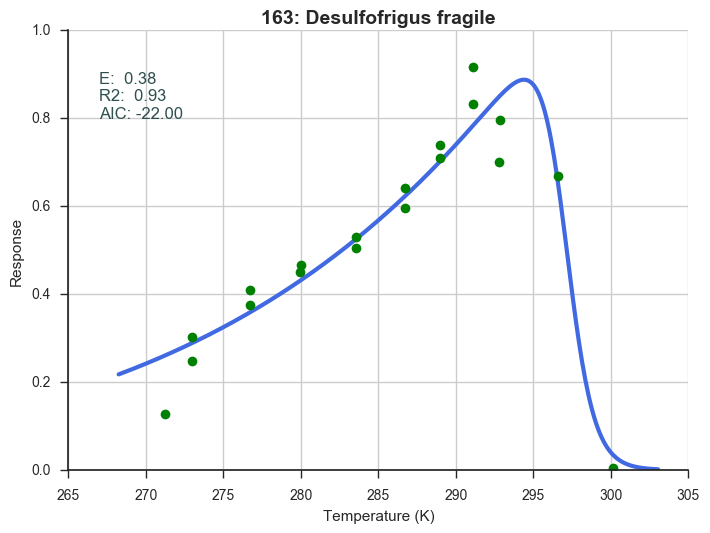 163: Desulfofrigus fragile
E:  0.38
R2:  0.93
AIC: -22.00
1.0
0.8
0.6
0.4
0.2
0.0
Response
265 270 275 280 285 290 295 300 305
Temperature (K)